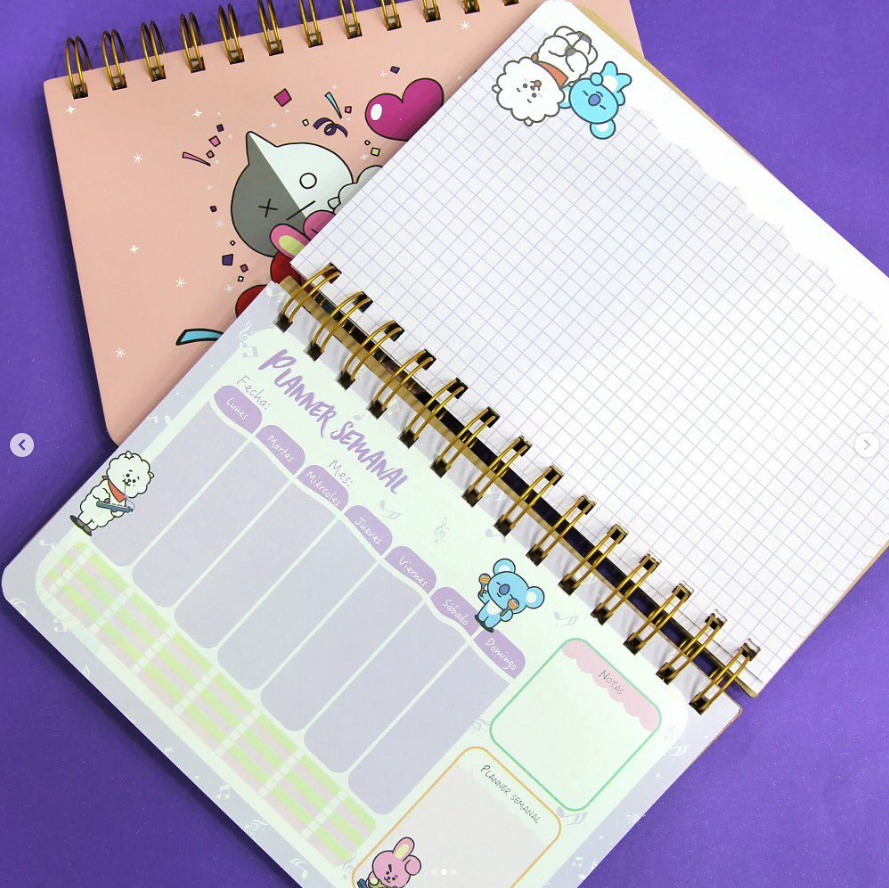 PLANNER SEMANAL
Fecha:
Mes:
Lunes
Martes
Miércoles
Jueves
Viernes
Sábado
Domingo
NOTAS
PLANNER SEMANAL